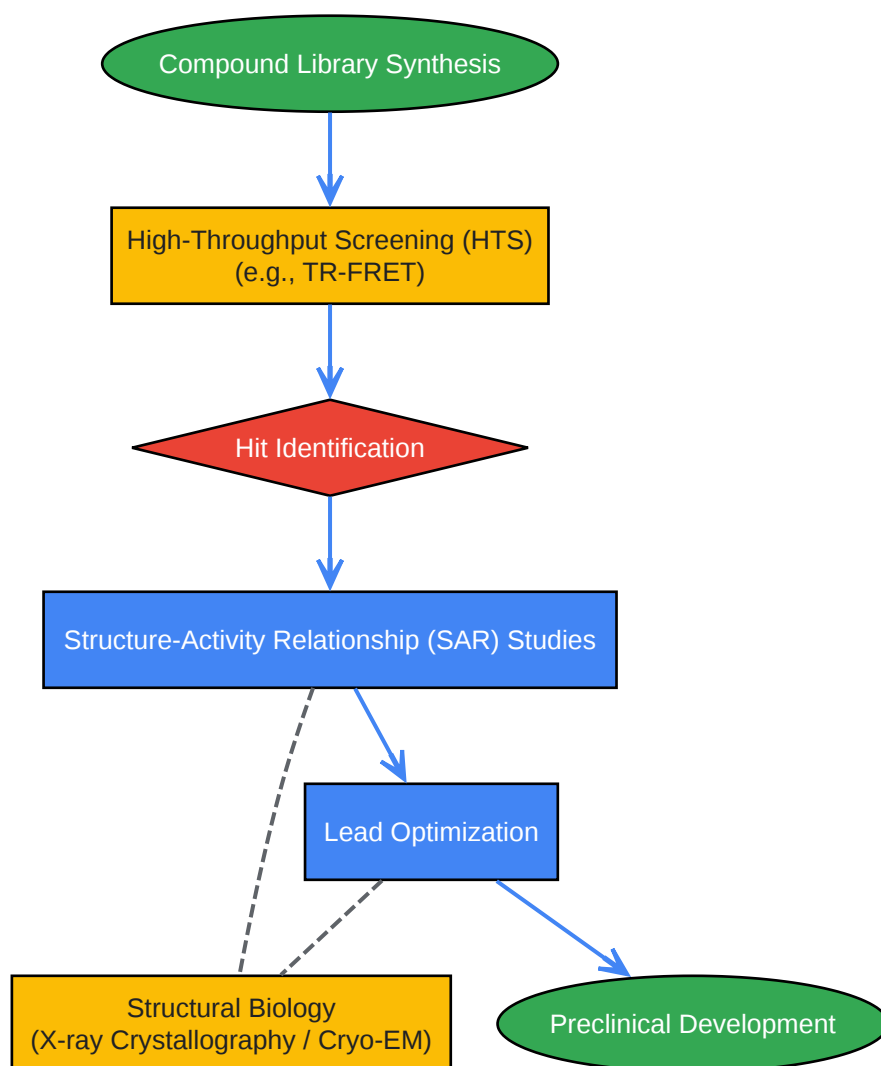 Compound Library Synthesis
High-Throughput Screening (HTS)
(e.g., TR-FRET)
Hit Identification
Structure-Activity Relationship (SAR) Studies
Lead Optimization
Structural Biology
(X-ray Crystallography / Cryo-EM)
Preclinical Development